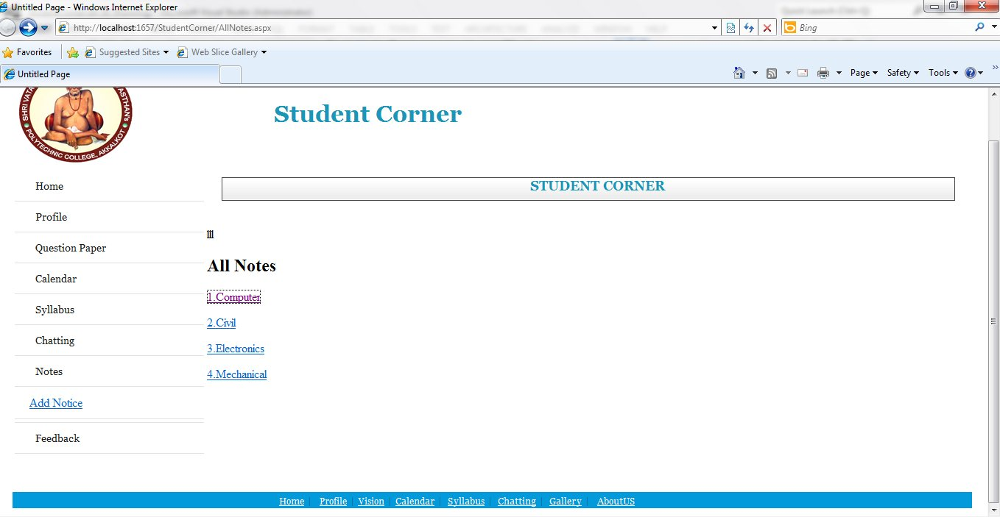 Untitled Page - Windows Internet Explorer
http://localhost:1657/StudentCorner/AllNotes.aspx
Bing
Favorites Suggested Sites Web Slice Gallery
Untitled Page
Page Safety Tools
SHRI VATA ASTHAN'S
POLYTECHNIC COLLEGE, AKKALKOT
Student Corner
STUDENT CORNER
Home
Profile
Question Paper
Calendar
Syllabus
Chatting
Notes
Add Notice
Feedback
lll
All Notes
1.Computer
2.Civil
3.Electronics
4.Mechanical
Home | Profile | Vision | Calendar | Syllabus | Chatting | Gallery | AboutUS